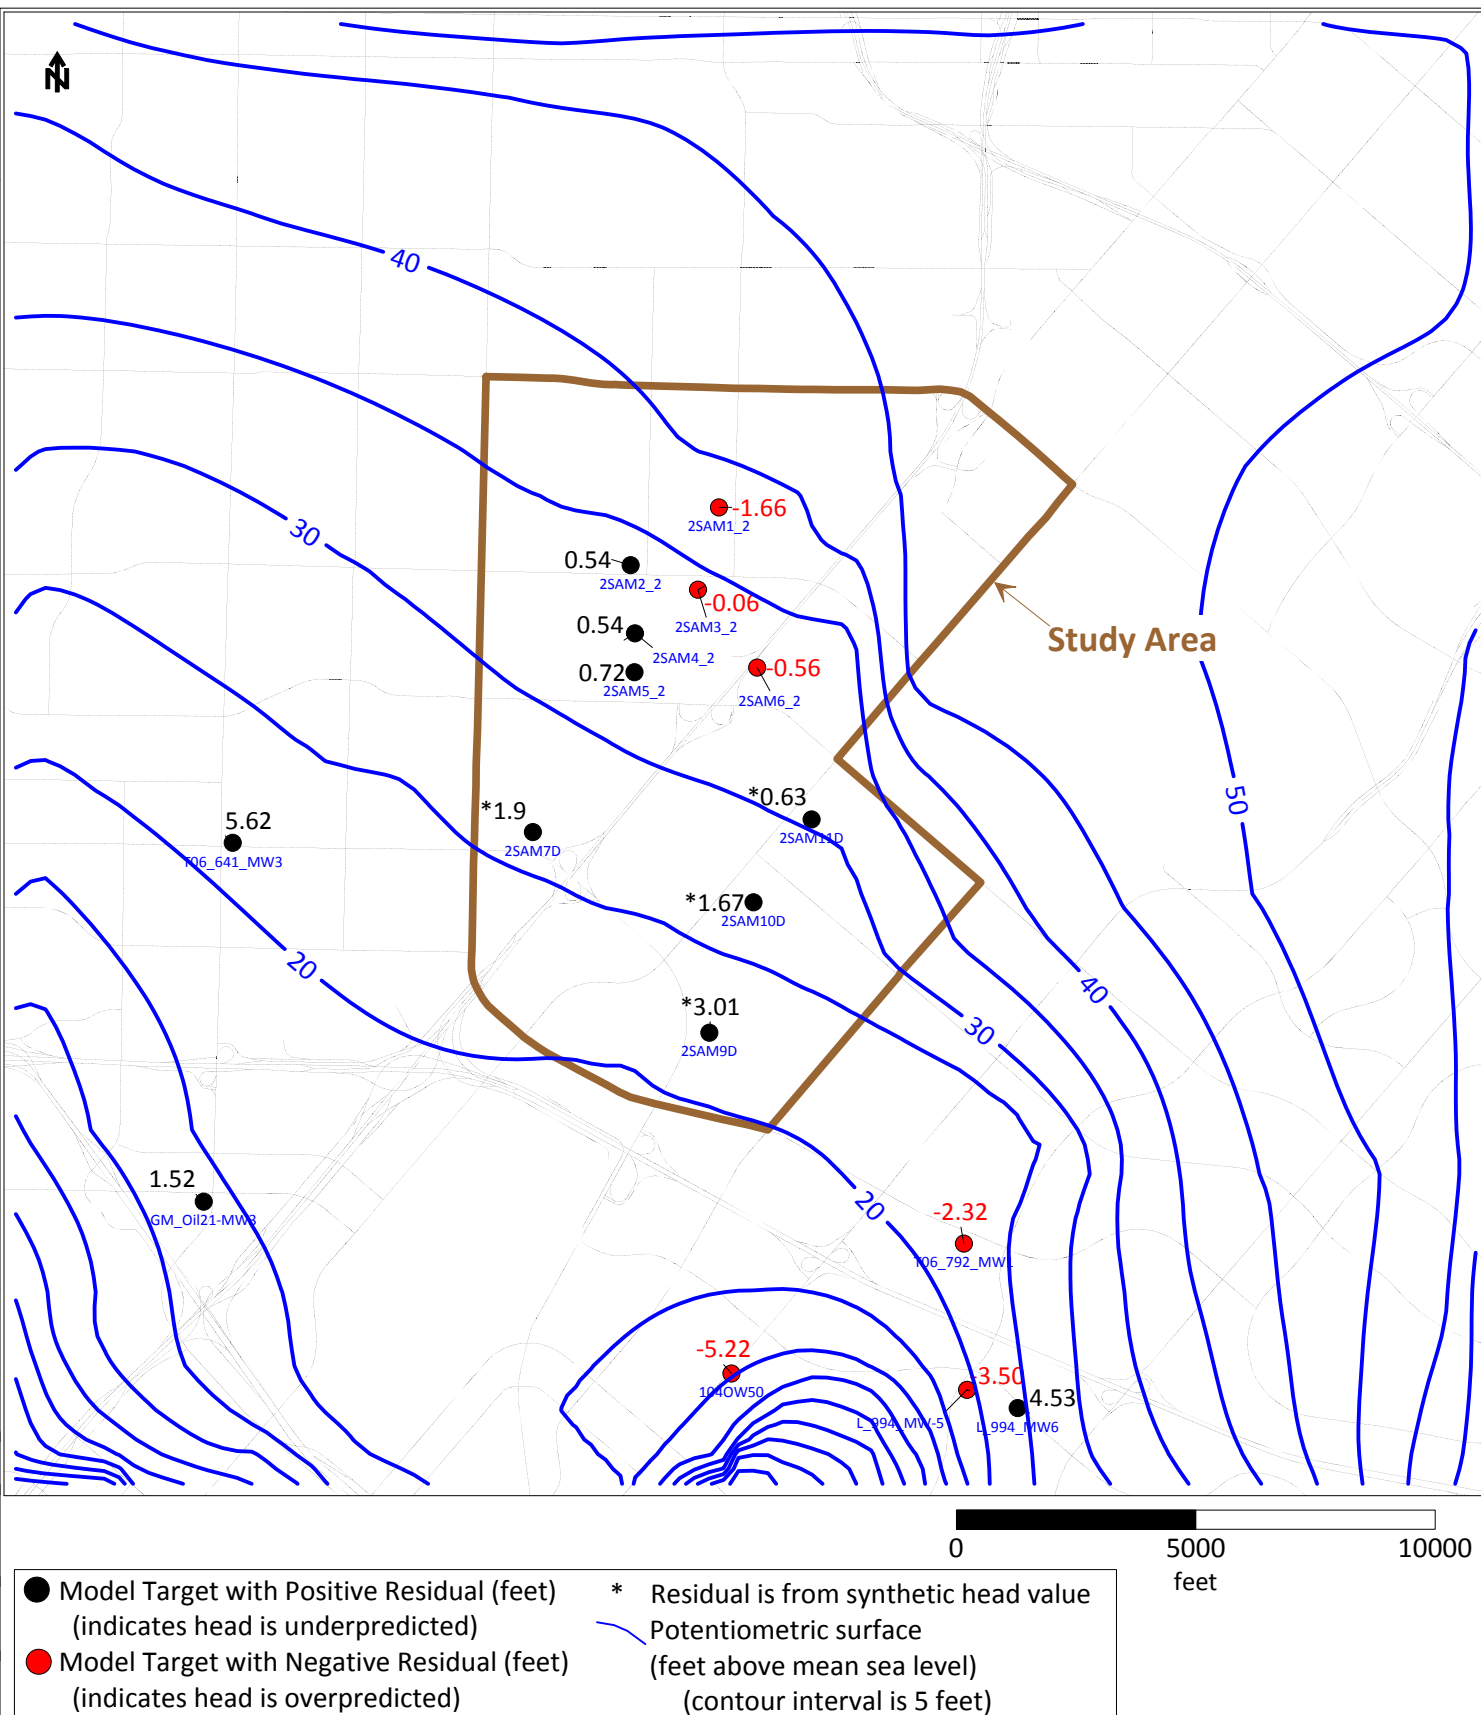 N
40
30
-1.66
2SAM1_2
0.54
2SAM2_2
-0.06
2SAM3_2
0.54
2SAM4_2
0.72
2SAM5_2
-0.56
2SAM6_2
Study Area
50
*0.63
2SAM11D
*1.9
2SAM7D
5.62
T06_641_MW3
*1.67
2SAM10D
20
40
30
*3.01
2SAM9D
1.52
GM_Oil21-MW3
20
-2.32
T06_792_MW1
-5.22
104OW50
-3.50
L_994_MW-5
4.53
L_994_MW6
0 5000 10000
feet
Model Target with Positive Residual (feet)
(indicates head is underpredicted)
Model Target with Negative Residual (feet)
(indicates head is overpredicted)
* Residual is from synthetic head value
Potentiometric surface
(feet above mean sea level)
(contour interval is 5 feet)